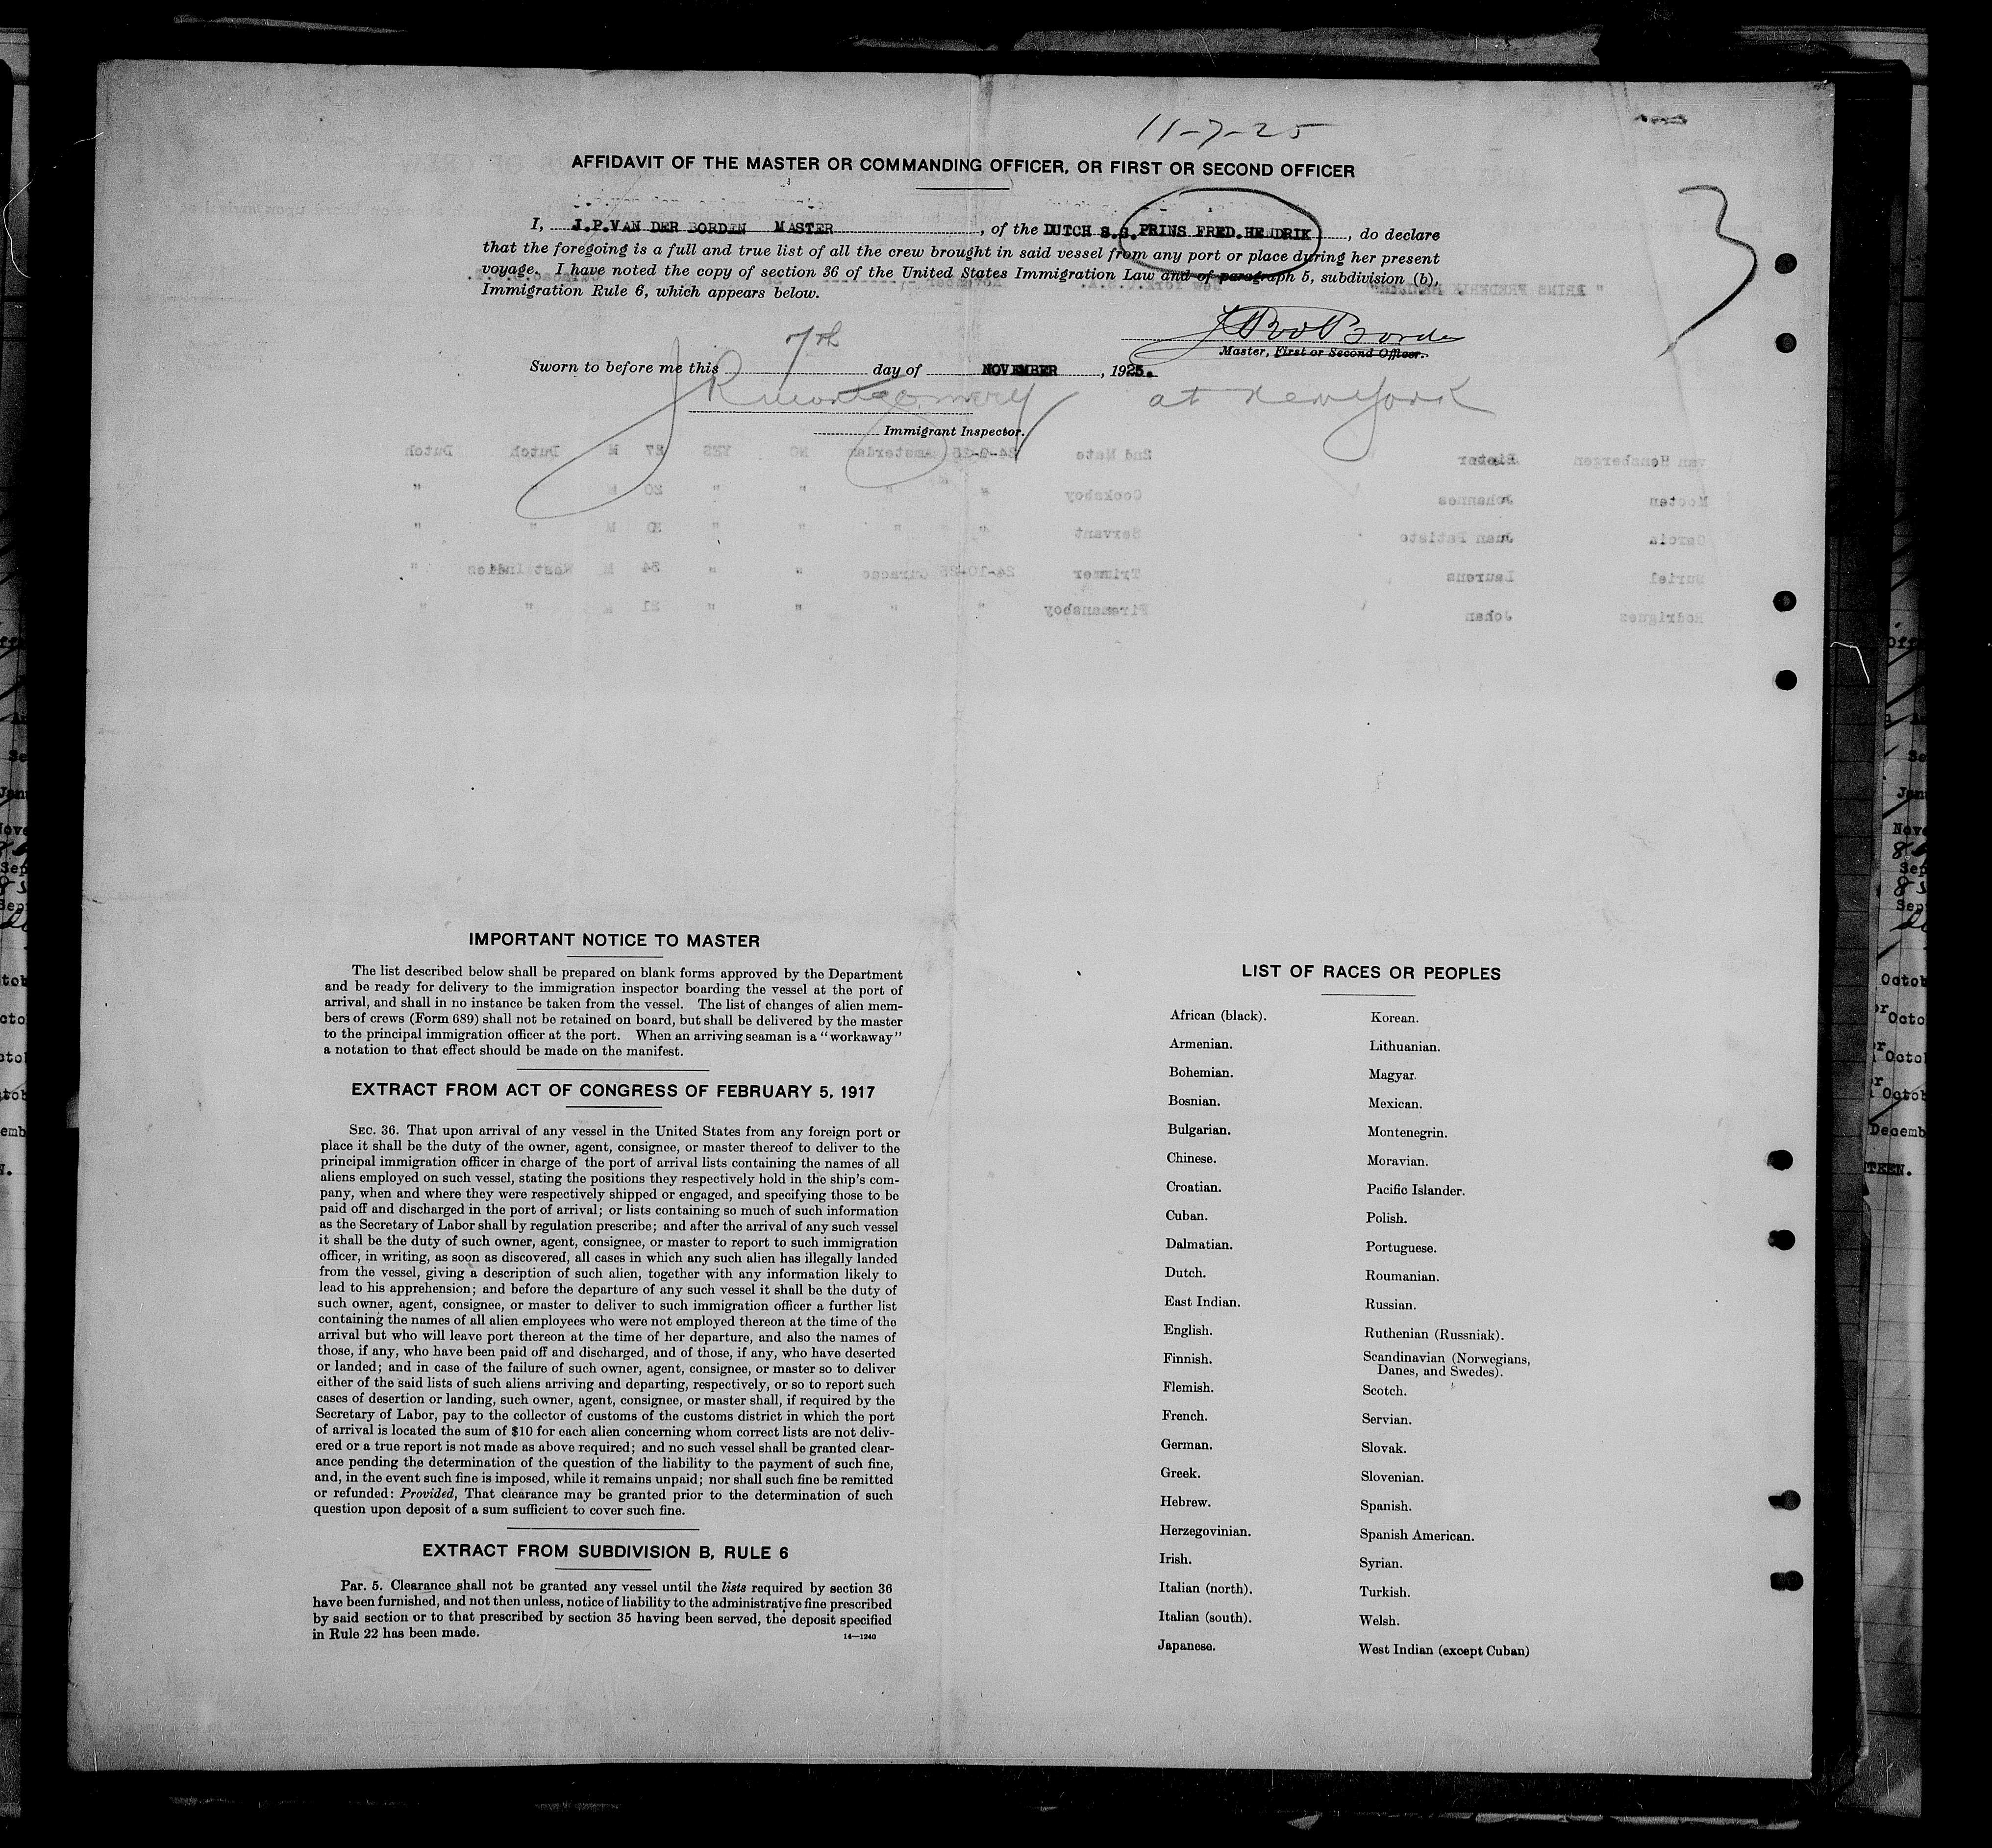 11-7-25
AFFIDAVIT OF THE MASTER OR COMMANDING OFFICER, OR FIRST OR SECOND OFFICER
I, J.P.VAN DER BORDEN MASTER, of the DUTCH S.S. PRINS FRED.HENDRIK, do declare
that the foregoing is a full and true list of all the crew brought in said vessel from any port or place during her present
voyage. I have noted the copy of section 36 of the United States Immigration Law and of paragraph 5, subdivision (b),
Immigration Rule 6, which appears below.
3
Master, First or Second Officer.
Sworn to before me this 7th day of NOVEMBER, 1925.
J R Montgomery at New York
Immigrant Inspector.
van Hensbergen Pieter 2nd Mate 24-9-25 Amsterdam NO YES 27 M Dutch Dutch
Mooten Johannes Cooksboy " " " " 20 M " "
Garcia Juan Batisto Servant " " " " M " "
Suriel Laurens Trimmer 24-10-25 Curacao " " 34 M West Indies "
Rodriguez Johan Firemansboy " " " " 21 M " "
IMPORTANT NOTICE TO MASTER
The list described below shall be prepared on blank forms approved by the Department
and be ready for delivery to the immigration inspector boarding the vessel at the port of
arrival, and shall in no instance be taken from the vessel. The list of changes of alien mem-
bers of crews (Form 689) shall not be retained on board, but shall be delivered by the master
to the principal immigration officer at the port. When an arriving seaman is a "workaway"
a notation to that effect should be made on the manifest.
EXTRACT FROM ACT OF CONGRESS OF FEBRUARY 5, 1917
SEC. 36. That upon arrival of any vessel in the United States from any foreign port or
place it shall be the duty of the owner, agent, consignee, or master thereof to deliver to the
principal immigration officer in charge of the port of arrival lists containing the names of all
aliens employed on such vessel, stating the positions they respectively hold in the ship's com-
pany, when and where they were respectively shipped or engaged, and specifying those to be
paid off and discharged in the port of arrival; or lists containing so much of such information
as the Secretary of Labor shall by regulation prescribe; and after the arrival of any such vessel
it shall be the duty of such owner, agent, consignee, or master to report to such immigration
officer, in writing, as soon as discovered, all cases in which any such alien has illegally landed
from the vessel, giving a description of such alien, together with any information likely to
lead to his apprehension; and before the departure of any such vessel it shall be the duty of
such owner, agent, consignee, or master to deliver to such immigration officer a further list
containing the names of all alien employees who were not employed thereon at the time of the
arrival but who will leave port thereon at the time of her departure, and also the names of
those, if any, who have been paid off and discharged, and of those, if any, who have deserted
or landed; and in case of the failure of such owner, agent, consignee, or master so to deliver
either of the said lists of such aliens arriving and departing, respectively, or so to report such
cases of desertion or landing, such owner, agent, consignee, or master shall, if required by the
Secretary of Labor, pay to the collector of customs of the customs district in which the port
of arrival is located the sum of $10 for each alien concerning whom correct lists are not deliv-
ered or a true report is not made as above required; and no such vessel shall be granted clear-
ance pending the determination of the question of the liability to the payment of such fine,
and, in the event such fine is imposed, while it remains unpaid; nor shall such fine be remitted
or refunded: Provided, That clearance may be granted prior to the determination of such
question upon deposit of a sum sufficient to cover such fine.
EXTRACT FROM SUBDIVISION B, RULE 6
Par. 5. Clearance shall not be granted any vessel until the lists required by section 36
have been furnished, and not then unless, notice of liability to the administrative fine prescribed
by said section or to that prescribed by section 35 having been served, the deposit specified
in Rule 22 has been made.
14—1240
LIST OF RACES OR PEOPLES
African (black). Korean.
Armenian. Lithuanian.
Bohemian. Magyar.
Bosnian. Mexican.
Bulgarian. Montenegrin.
Chinese. Moravian.
Croatian. Pacific Islander.
Cuban. Polish.
Dalmatian. Portuguese.
Dutch. Roumanian.
East Indian. Russian.
English. Ruthenian (Russniak).
Finnish. Scandinavian (Norwegians,
Danes, and Swedes).
Flemish. Scotch.
French. Servian.
German. Slovak.
Greek. Slovenian.
Hebrew. Spanish.
Herzegovinian. Spanish American.
Irish. Syrian.
Italian (north). Turkish.
Italian (south). Welsh.
Japanese. West Indian (except Cuban)